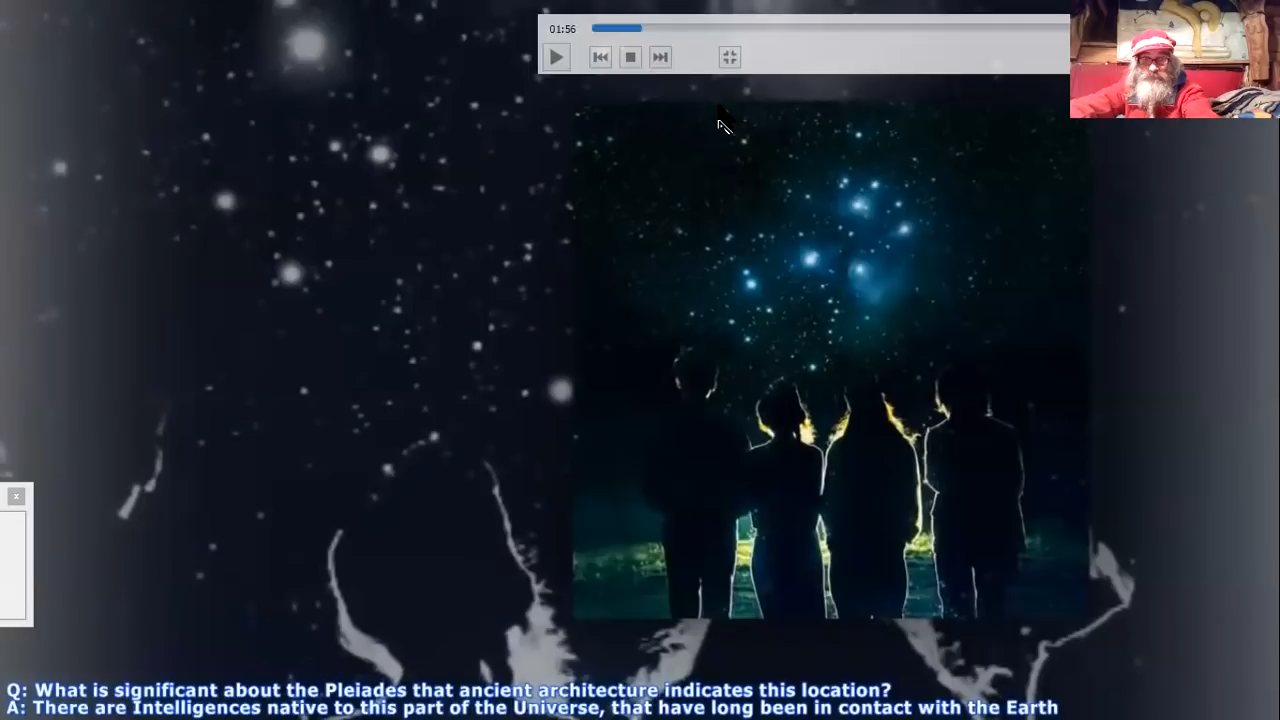 01:56
x
Q: What is significant about the Pleiades that ancient architecture indicates this location?
A: There are Intelligences native to this part of the Universe, that have long been in contact with the Earth